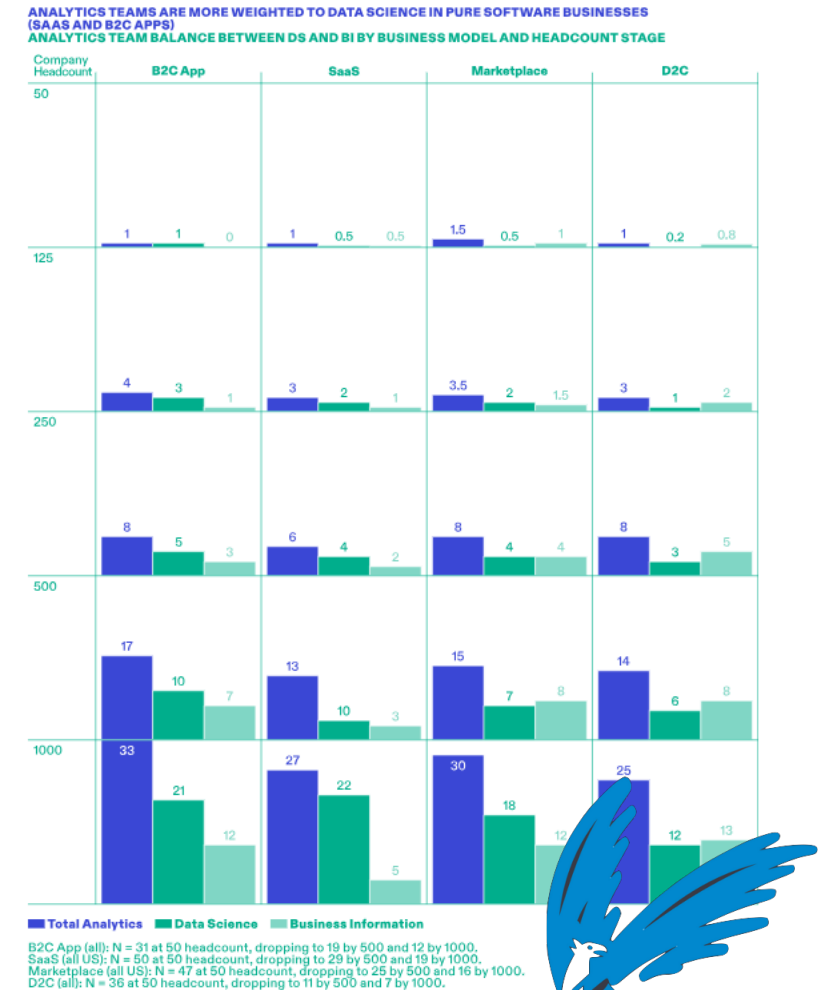 ANALYTICS TEAMS ARE MORE WEIGHTED TO DATA SCIENCE IN PURE SOFTWARE BUSINESSES
(SAAS AND B2C APPS)
ANALYTICS TEAM BALANCE BETWEEN DS AND BI BY BUSINESS MODEL AND HEADCOUNT STAGE
Company
Headcount B2C App SaaS Marketplace D2C
50
1 1 0 1 0.5 0.5 1.5 0.5 1 1 0.2 0.8
125
4 3 1 3 2 1 3.5 2 1.5 3 1 2
250
8 5 3 6 4 2 8 4 4 8 3 5
500
17 10 7 13 10 3 15 7 8 14 6 8
1000
33 21 12 27 22 5 30 18 12 25 12 13
Total Analytics Data Science Business Information
B2C App (all): N = 31 at 50 headcount, dropping to 19 by 500 and 12 by 1000.
SaaS (all US): N = 50 at 50 headcount, dropping to 29 by 500 and 19 by 1000.
Marketplace (all US): N = 47 at 50 headcount, dropping to 25 by 500 and 16 by 1000.
D2C (all): N = 36 at 50 headcount, dropping to 11 by 500 and 7 by 1000.